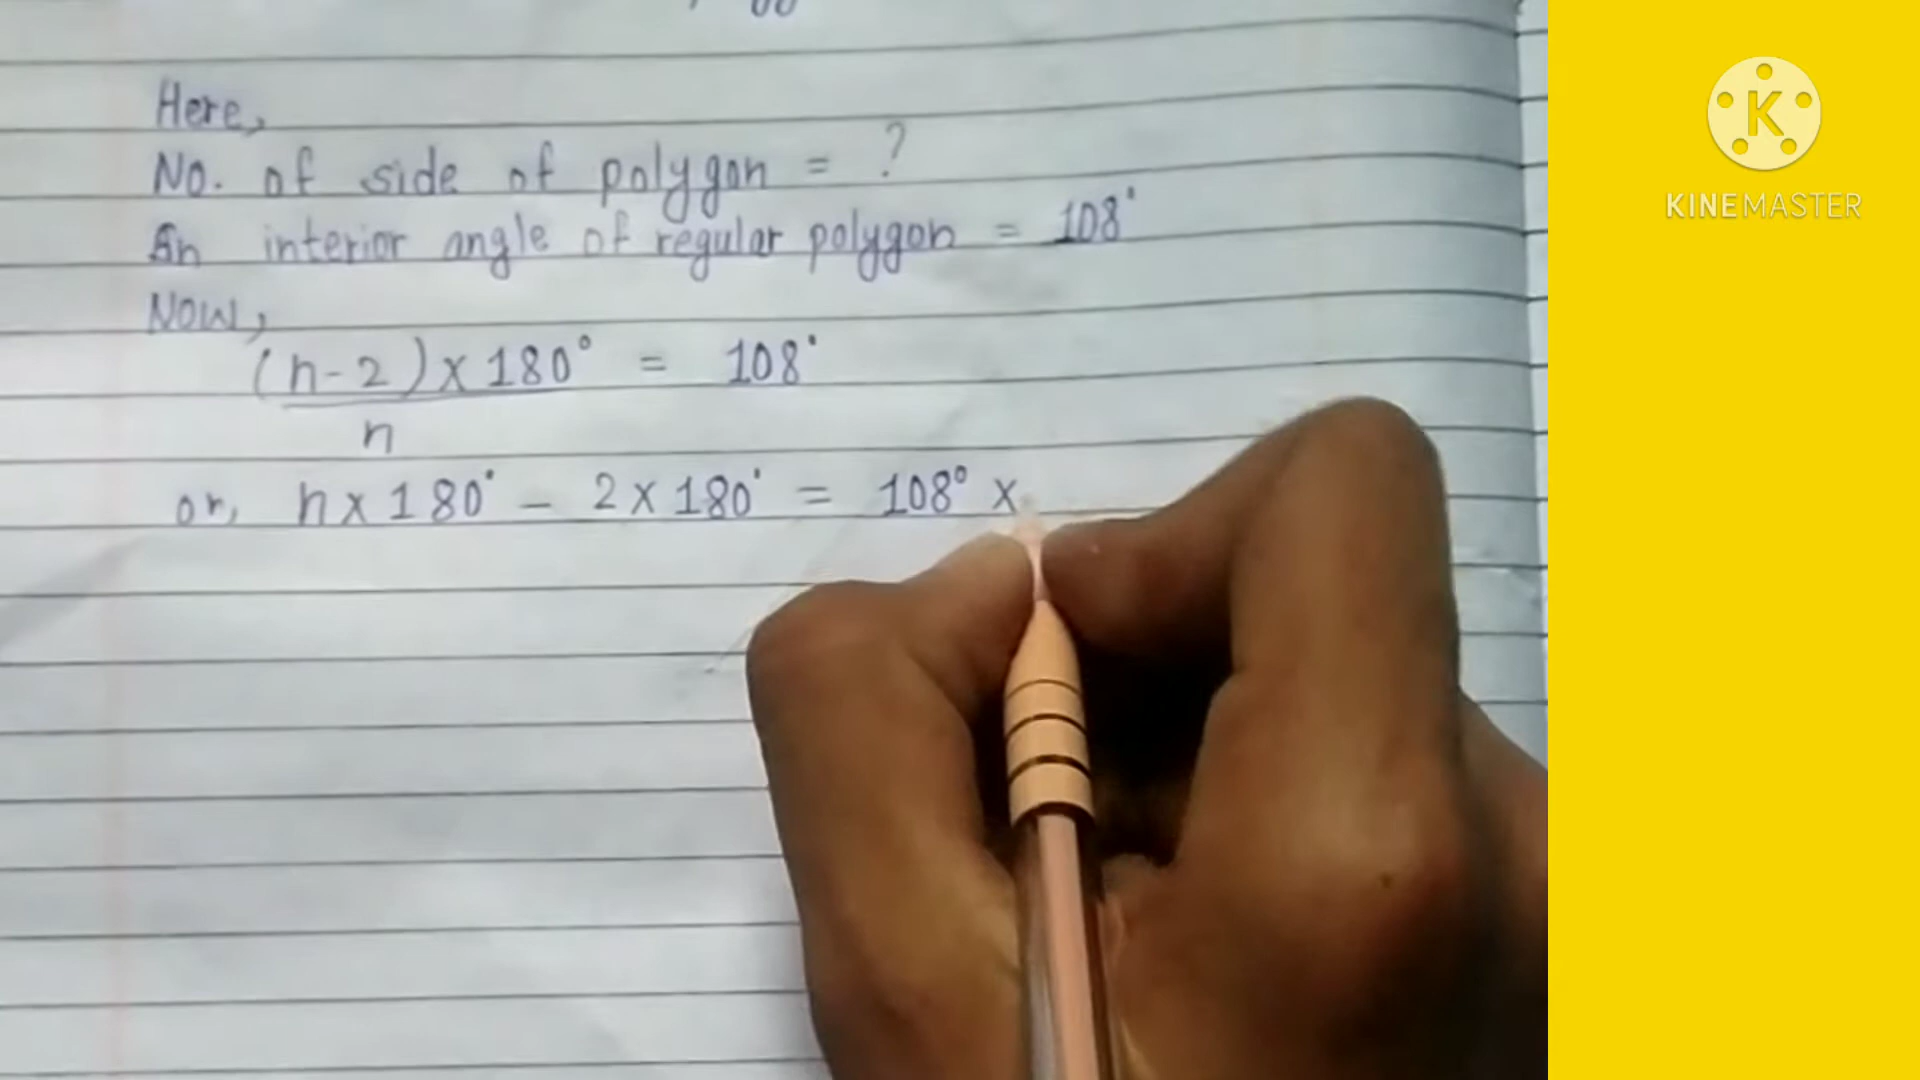 Here,
No. of side of polygon = ?
An interior angle of regular polygon = 108°
Now,
(n-2)×180° = 108°
n
or, n×180° - 2×180° = 108° ×
K
KINEMASTER